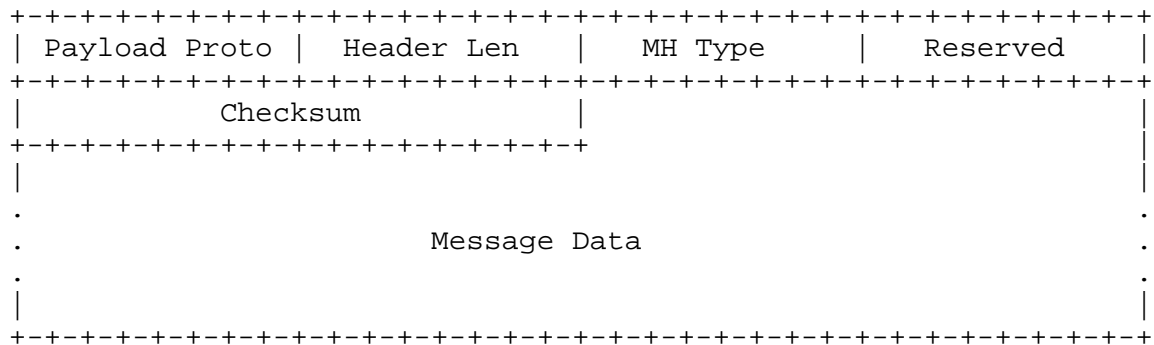 +-+-+-+-+-+-+-+-+-+-+-+-+-+-+-+-+-+-+-+-+-+-+-+-+-+-+-+-+-+-+-+-+
| Payload Proto |  Header Len   |   MH Type     |   Reserved    |
+-+-+-+-+-+-+-+-+-+-+-+-+-+-+-+-+-+-+-+-+-+-+-+-+-+-+-+-+-+-+-+-+
|           Checksum            |                               |
+-+-+-+-+-+-+-+-+-+-+-+-+-+-+-+-+                               |
|                                                               |
.                                                               .
.                       Message Data                            .
.                                                               .
|                                                               |
+-+-+-+-+-+-+-+-+-+-+-+-+-+-+-+-+-+-+-+-+-+-+-+-+-+-+-+-+-+-+-+-+